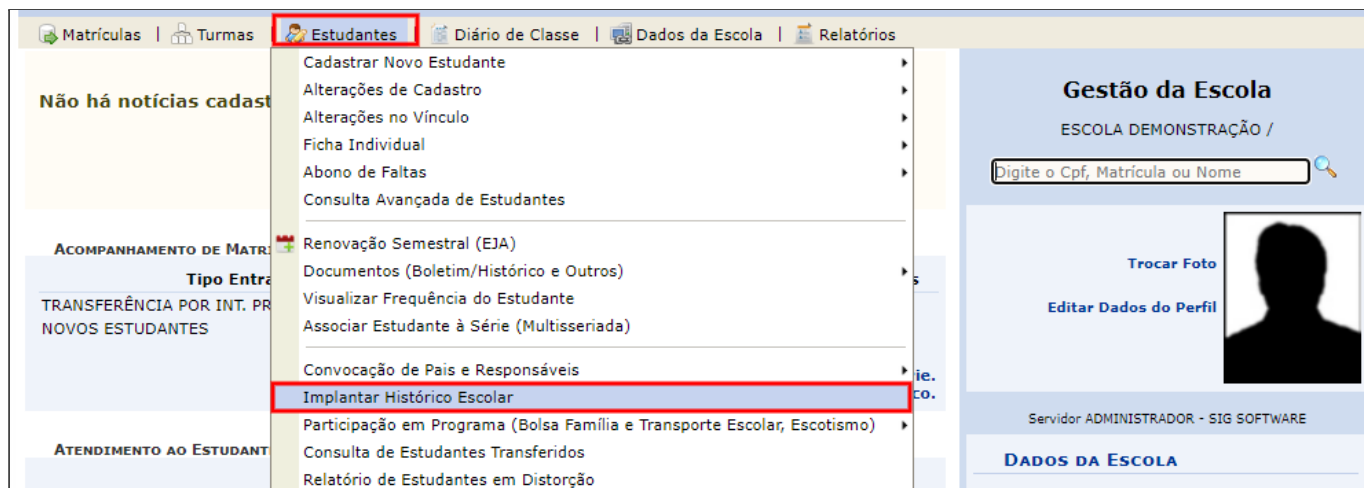 Matrículas | Turmas | Estudantes | Diário de Classe | Dados da Escola | Relatórios
Não há notícias cadast
Cadastrar Novo Estudante
Alterações de Cadastro
Alterações no Vínculo
Ficha Individual
Abono de Faltas
Consulta Avançada de Estudantes
Renovação Semestral (EJA)
Documentos (Boletim/Histórico e Outros)
Visualizar Frequência do Estudante
Associar Estudante à Série (Multisseriada)
Convocação de Pais e Responsáveis
Implantar Histórico Escolar
Participação em Programa (Bolsa Família e Transporte Escolar, Escotismo)
Consulta de Estudantes Transferidos
Relatório de Estudantes em Distorção
Acompanhamento de Matr
Tipo Entra
s
TRANSFERÊNCIA POR INT. PR
NOVOS ESTUDANTES
ie.
co.
Atendimento ao Estudant
Gestão da Escola
ESCOLA DEMONSTRAÇÃO /
Digite o Cpf, Matrícula ou Nome
Trocar Foto
Editar Dados do Perfil
Servidor ADMINISTRADOR - SIG SOFTWARE
Dados da Escola